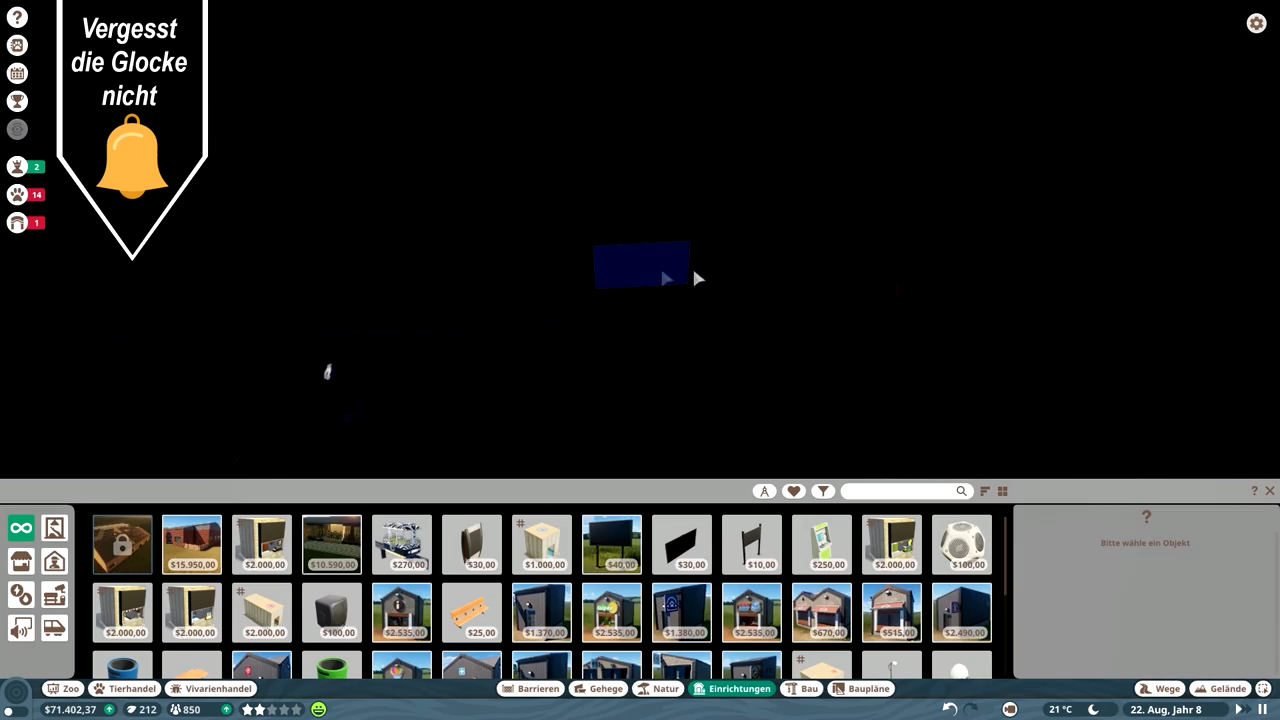 Vergesst
die Glocke
nicht
2
14
1
?
? ×
?
Bitte wähle ein Objekt
$15.950,00
$2.000,00
$10.590,00
$270,00
$30,00
$1.000,00
$40,00
$30,00
$10,00
$250,00
$2.000,00
$100,00
$2.000,00
$2.000,00
$2.000,00
$100,00
$2.535,00
$25,00
$1.370,00
$2.535,00
$1.380,00
$2.535,00
$670,00
$515,00
$2.490,00
Zoo
Tierhandel
Vivarienhandel
Barrieren
Gehege
Natur
Einrichtungen
Bau
Baupläne
Wege
Gelände
$71.402,37
212
850
21 °C
22. Aug, Jahr 8